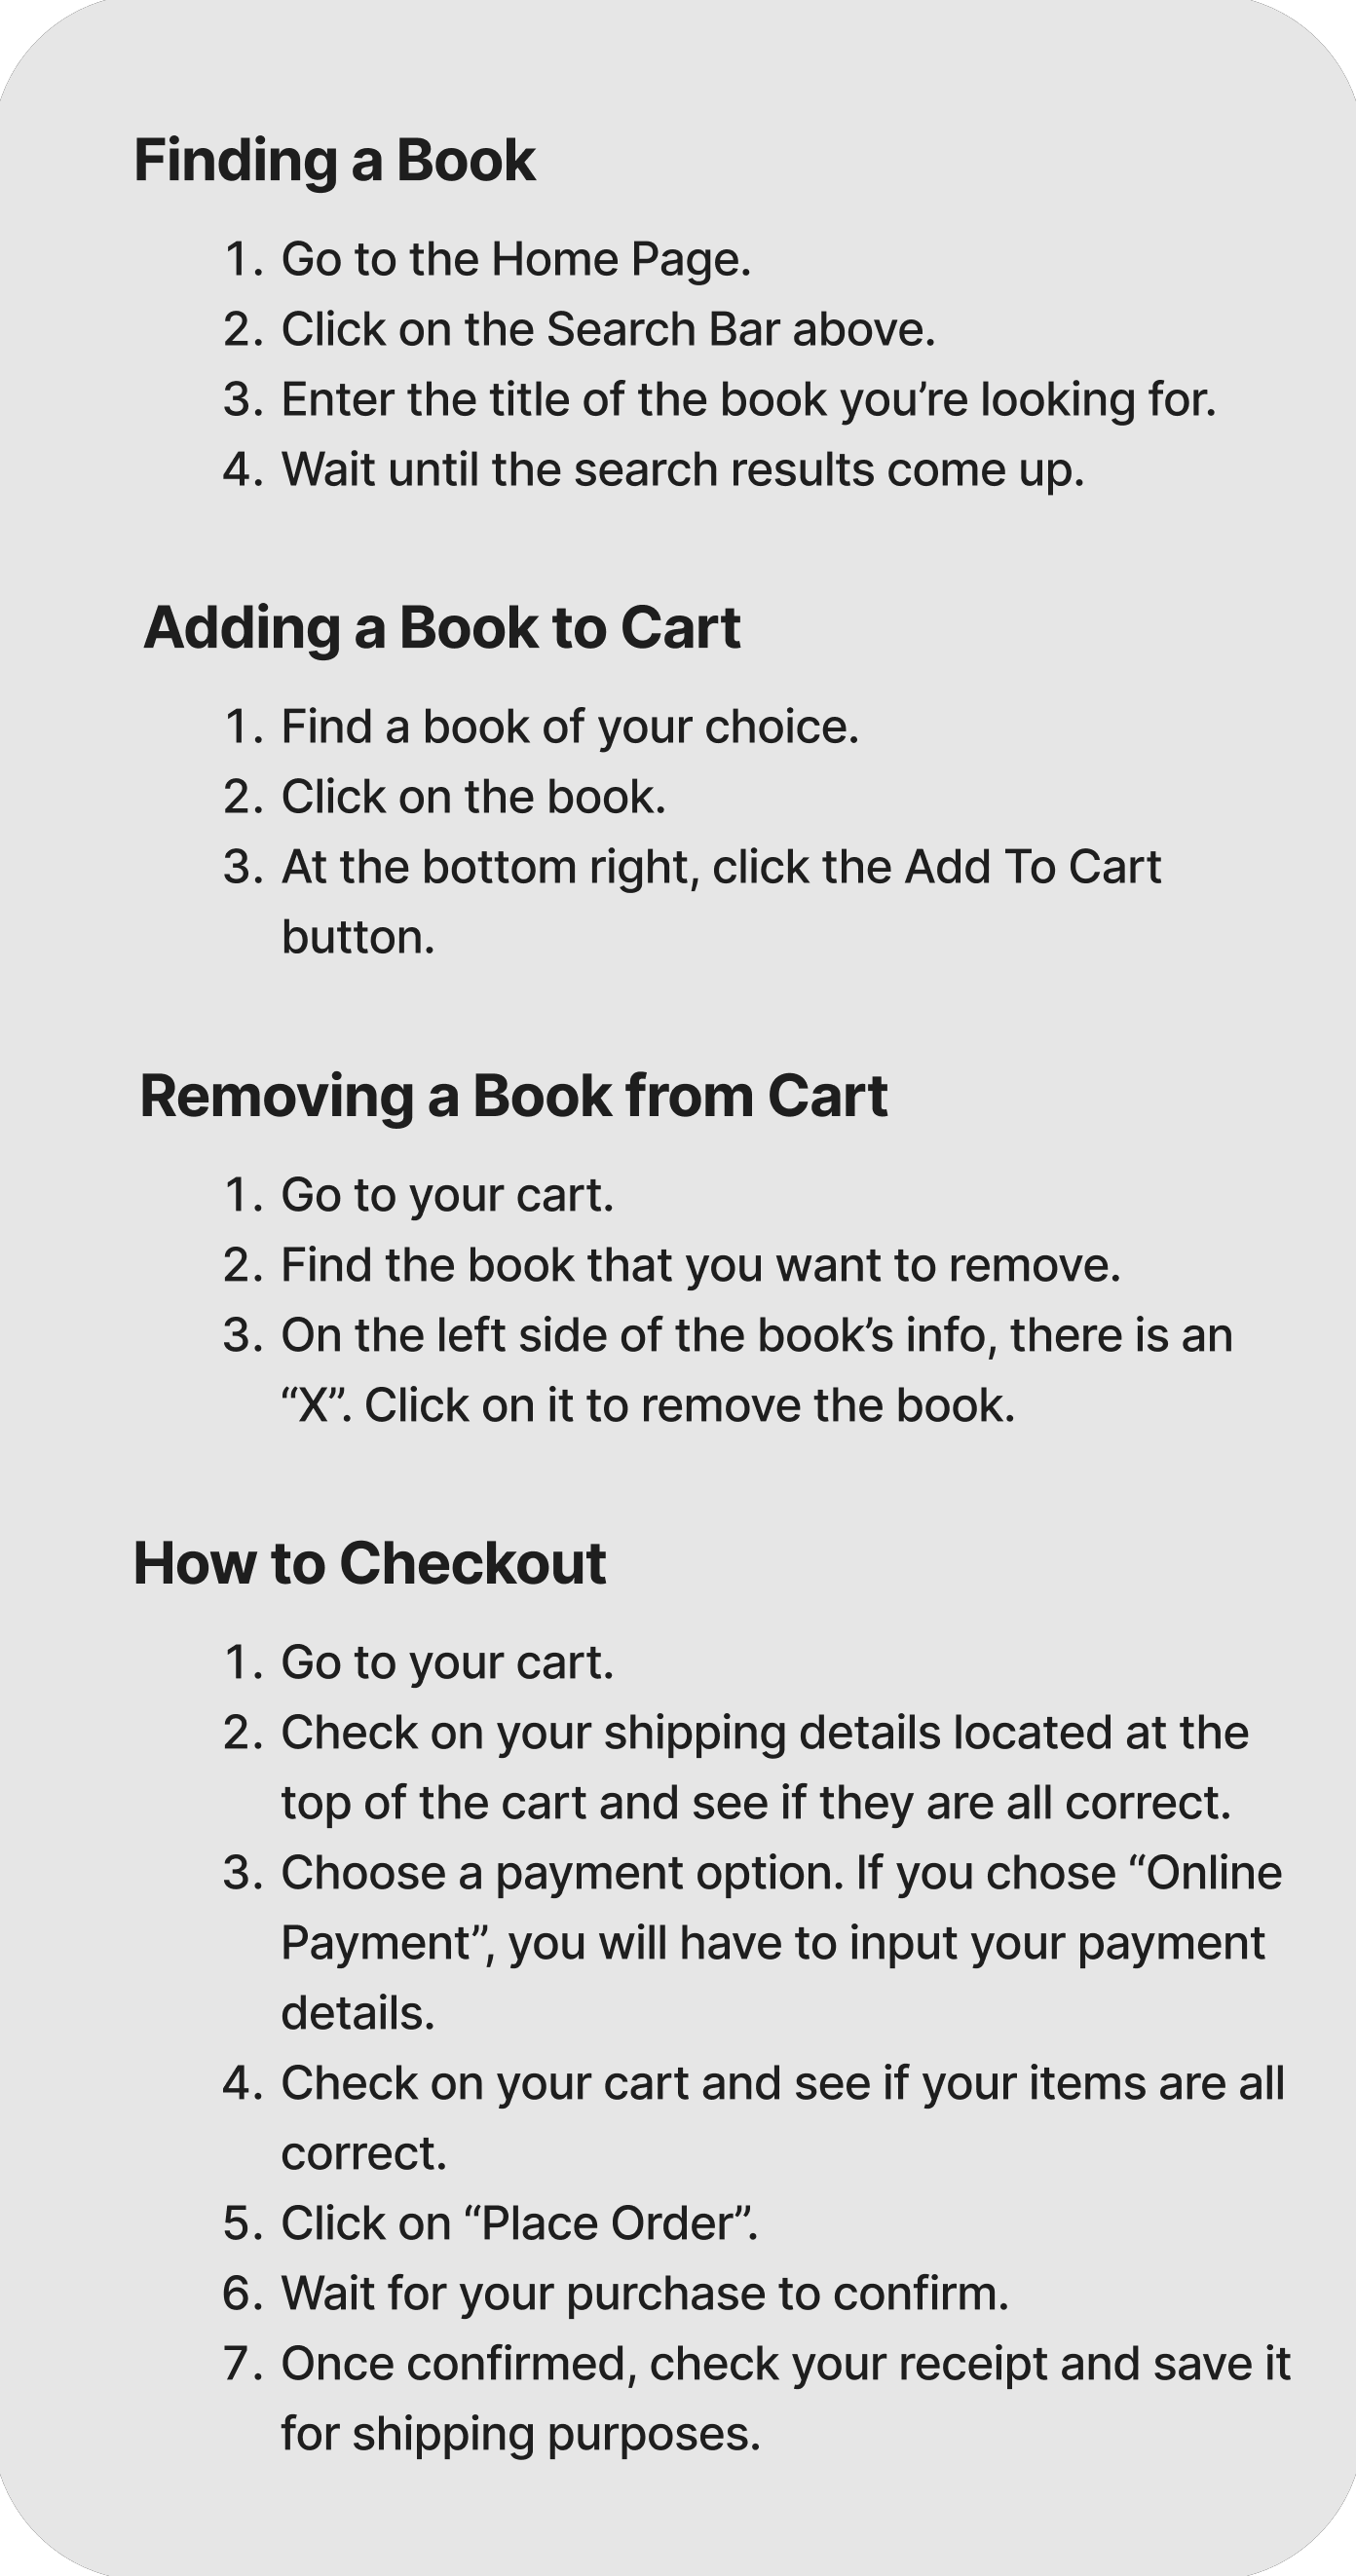 Finding a Book
1. Go to the Home Page.
2. Click on the Search Bar above.
3. Enter the title of the book you’re looking for.
4. Wait until the search results come up.
Adding a Book to Cart
1. Find a book of your choice.
2. Click on the book.
3. At the bottom right, click the Add To Cart
button.
Removing a Book from Cart
1. Go to your cart.
2. Find the book that you want to remove.
3. On the left side of the book’s info, there is an
“X”. Click on it to remove the book.
How to Checkout
1. Go to your cart.
2. Check on your shipping details located at the
top of the cart and see if they are all correct.
3. Choose a payment option. If you chose “Online
Payment”, you will have to input your payment
details.
4. Check on your cart and see if your items are all
correct.
5. Click on “Place Order”.
6. Wait for your purchase to confirm.
7. Once confirmed, check your receipt and save it
for shipping purposes.